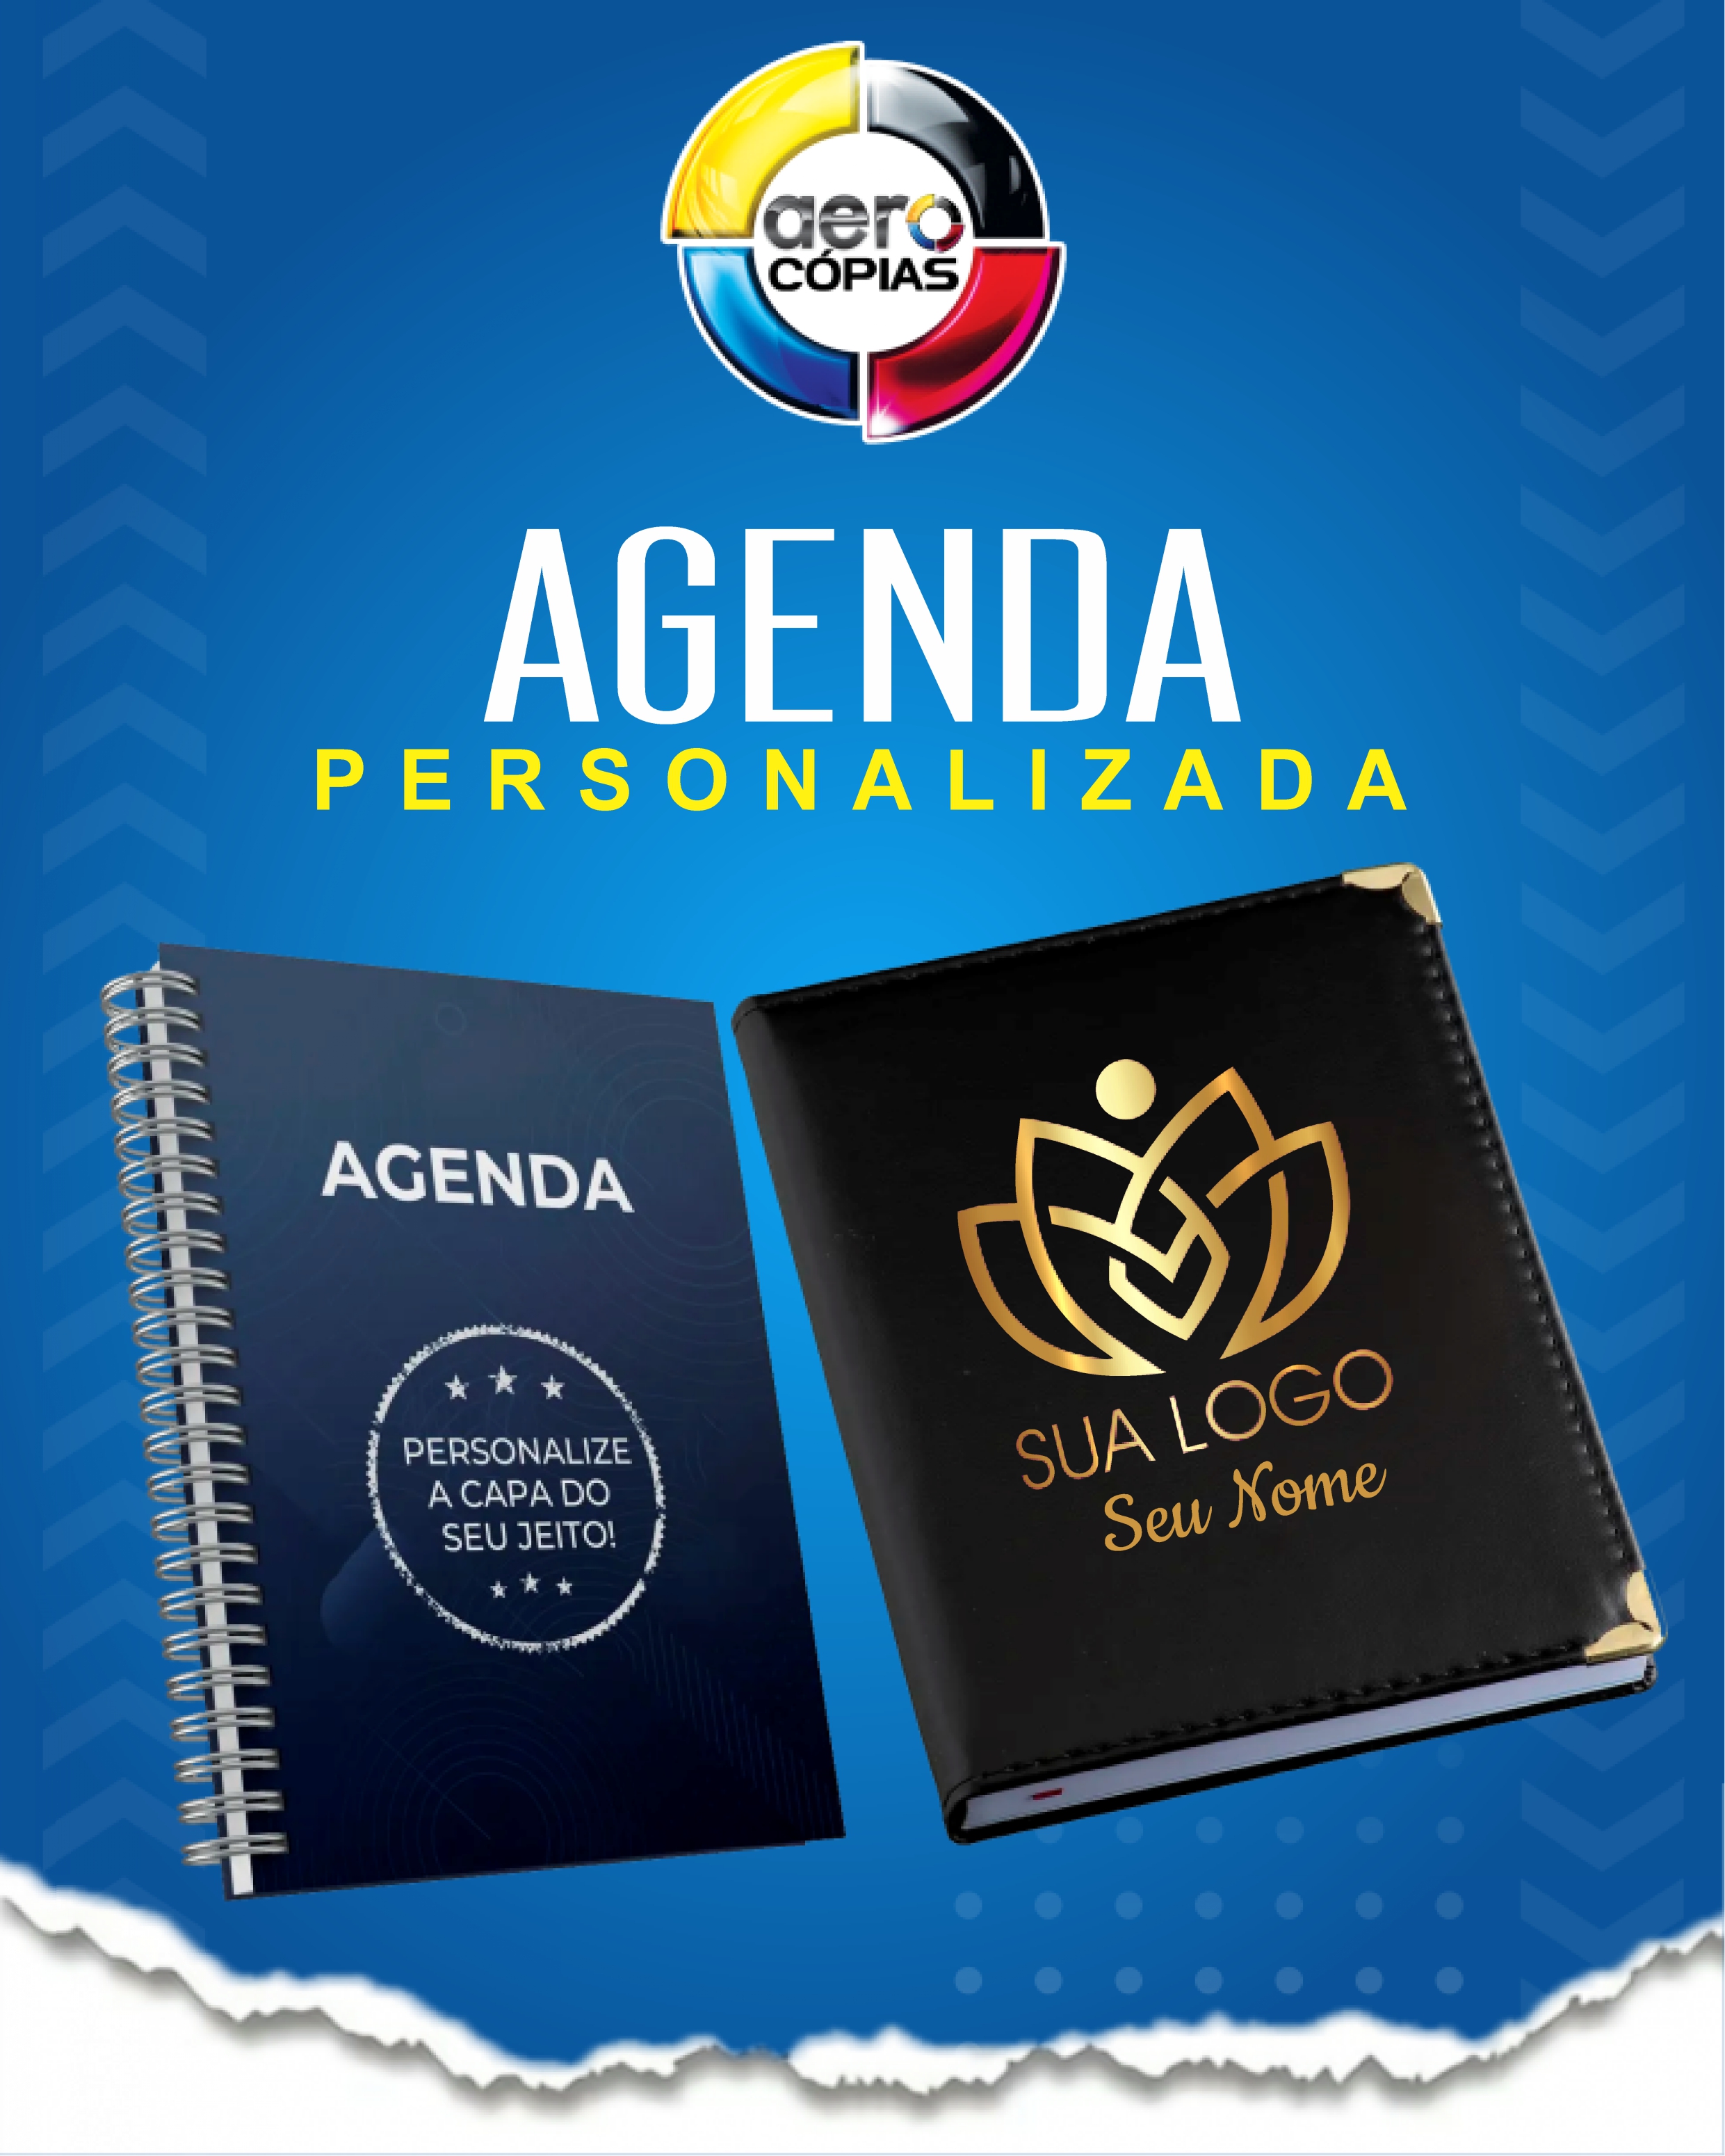 aero
CÓPIAS
AGENDA
PERSONALIZADA
AGENDA
PERSONALIZE
A CAPA DO
SEU JEITO!
SUA LOGO
Seu Nome